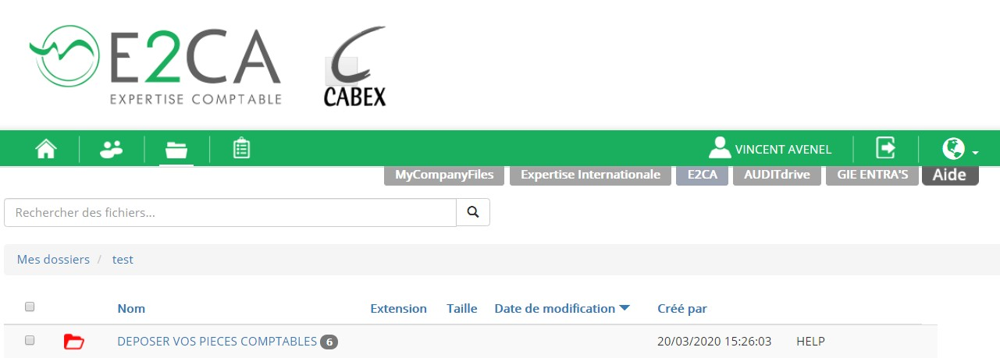 E2CA
EXPERTISE COMPTABLE
CABEX
VINCENT AVENEL
MyCompanyFiles Expertise Internationale E2CA AUDITdrive GIE ENTRA'S Aide
Rechercher des fichiers...
Mes dossiers / test
Nom Extension Taille Date de modification Créé par
DEPOSER VOS PIECES COMPTABLES 6 20/03/2020 15:26:03 HELP